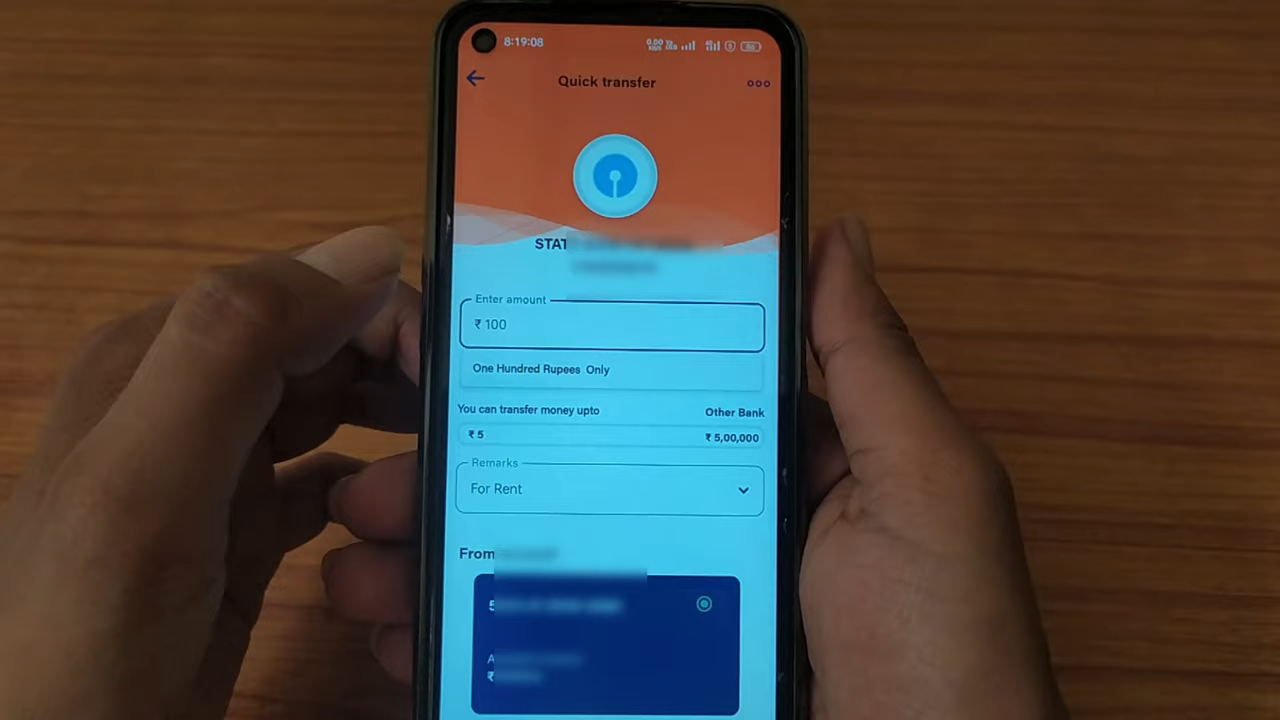 8:19:08
Quick transfer
STAT
Enter amount
₹ 100
One Hundred Rupees Only
You can transfer money upto
Other Bank
₹ 5
₹ 5,00,000
Remarks
For Rent
From
5
A
₹